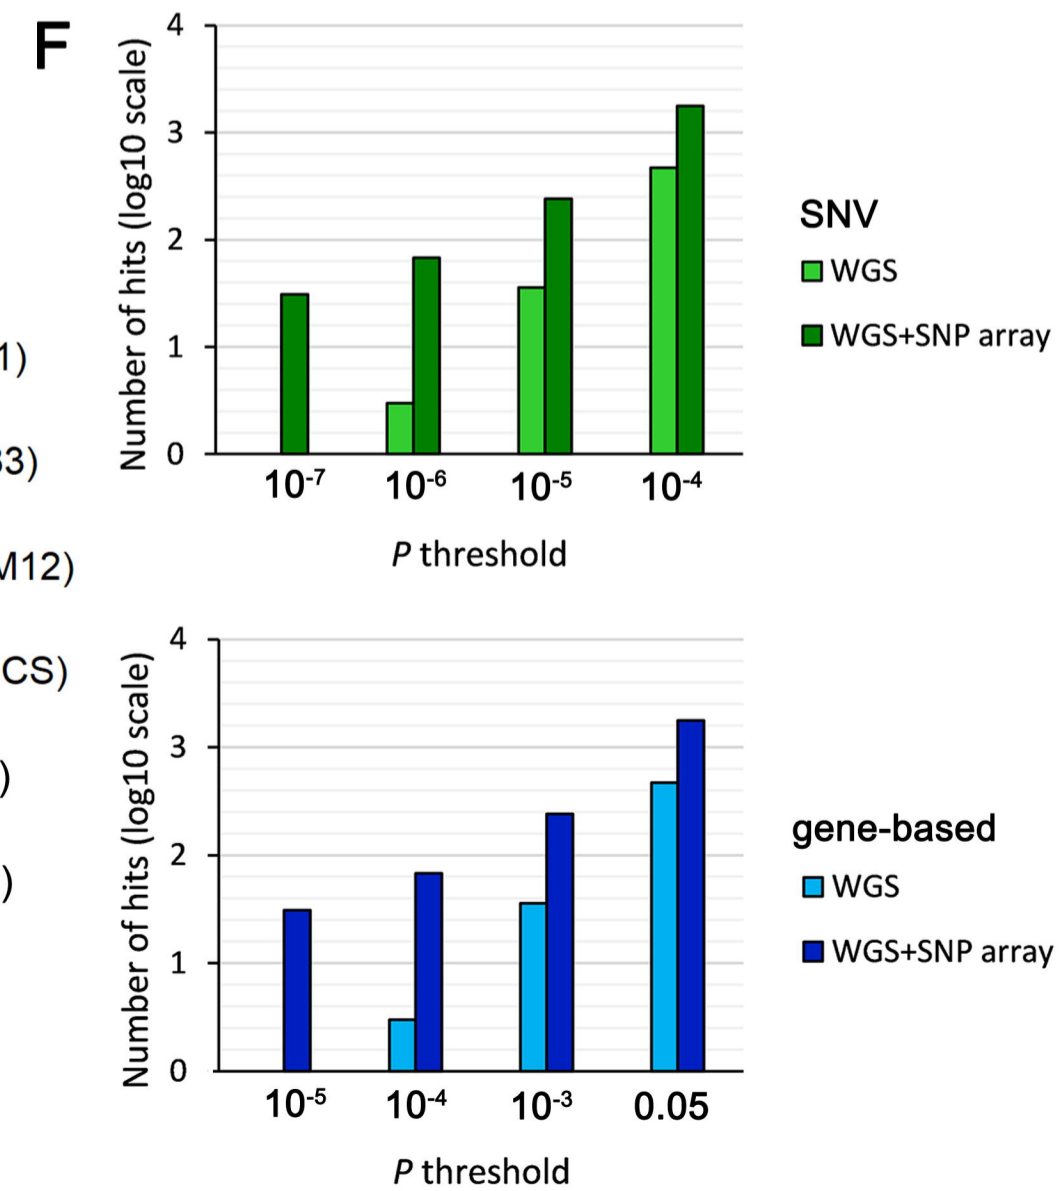 F
Number of hits (log10 scale)
4
3
2
1
0
10-7 10-6 10-5 10-4
P threshold
SNV
WGS
WGS+SNP array
1)
33)
M12)
CS)
)
)
Number of hits (log10 scale)
4
3
2
1
0
10-5 10-4 10-3 0.05
P threshold
gene-based
WGS
WGS+SNP array